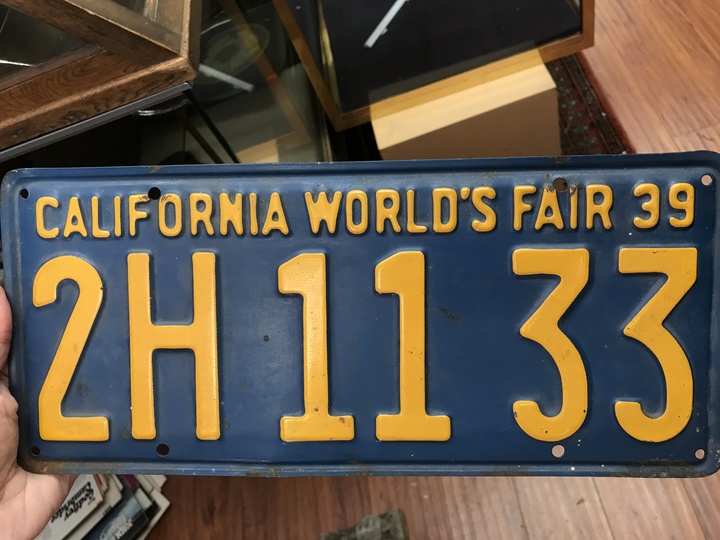 CALIFORNIA WORLD'S FAIR 39
2H 11 33